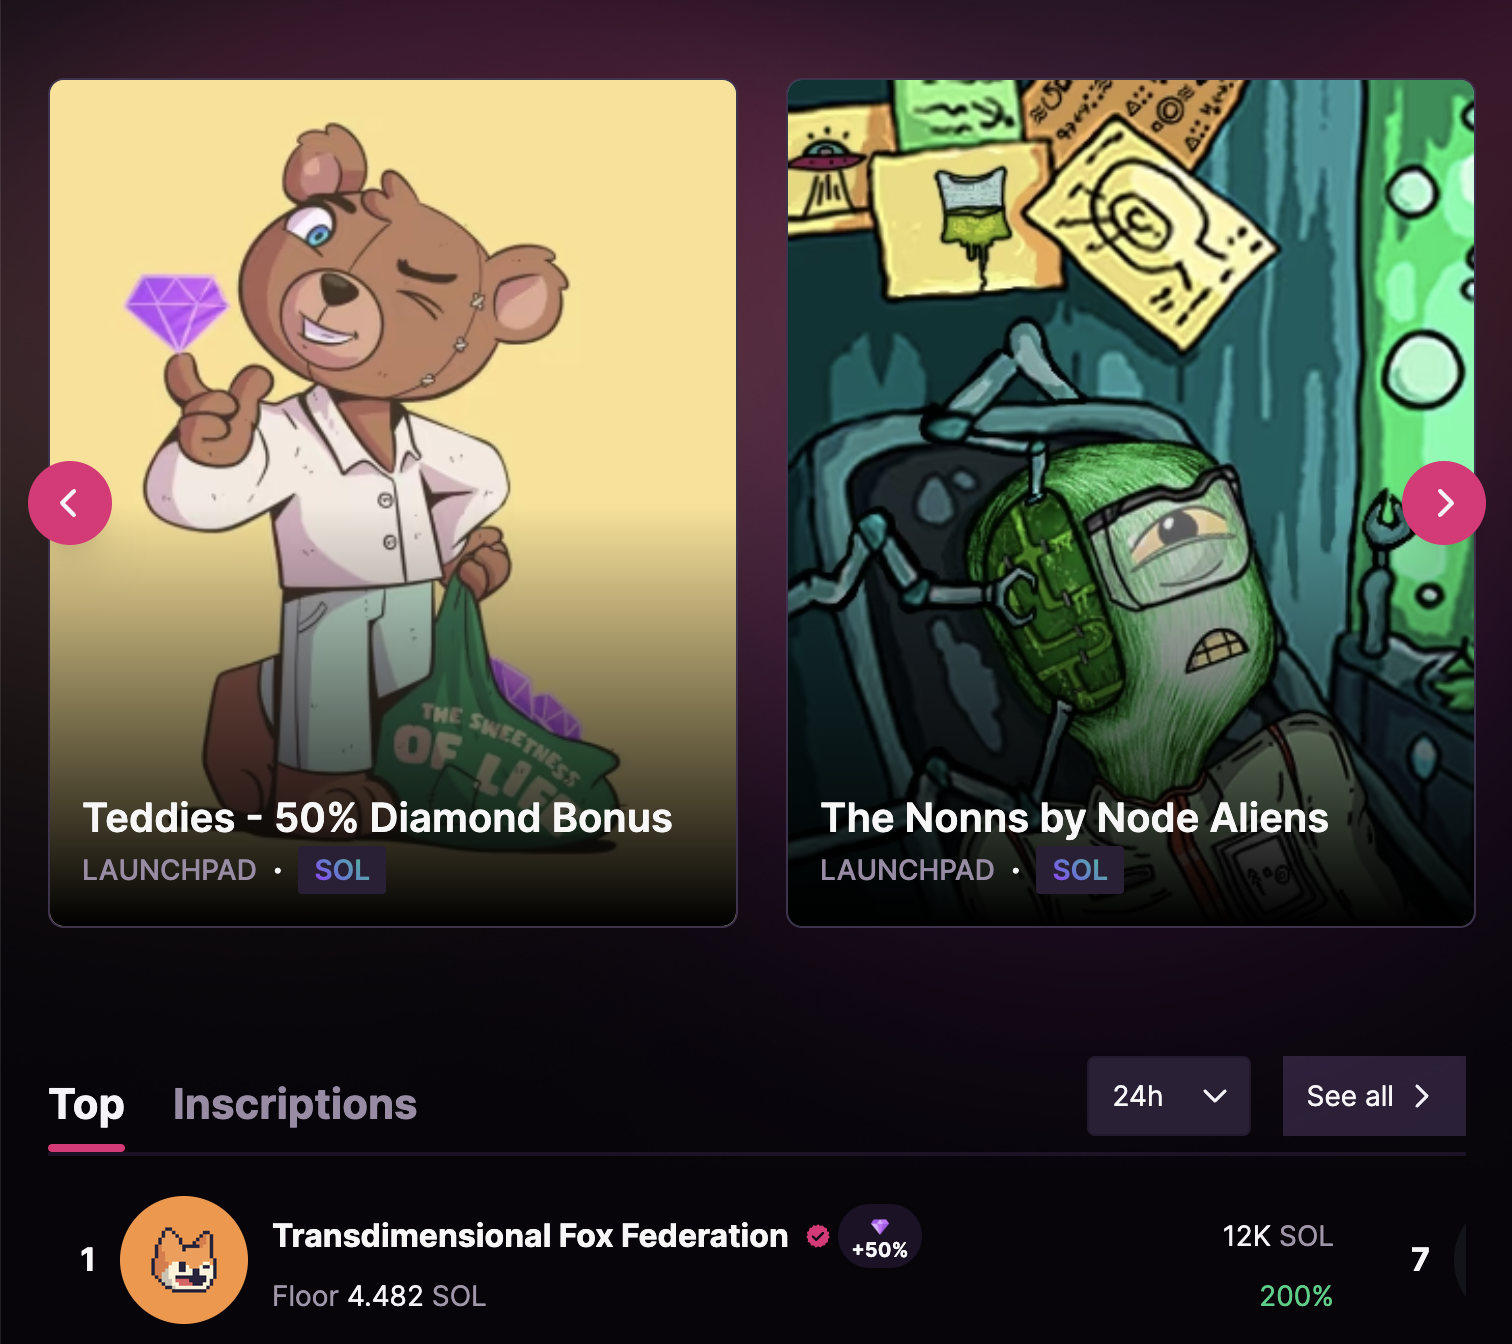 THE SWEETNESS
OF LIFE
Teddies - 50% Diamond Bonus
LAUNCHPAD • SOL
The Nonns by Node Aliens
LAUNCHPAD • SOL
Top
Inscriptions
24h
See all
1
Transdimensional Fox Federation
+50%
12K SOL
7
Floor 4.482 SOL
200%